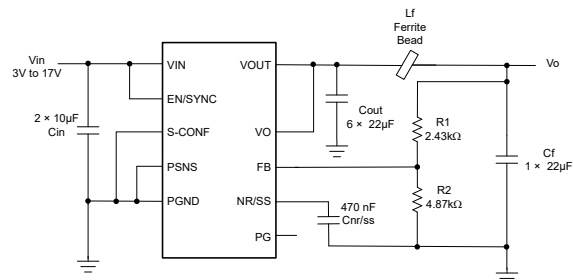 Lf
Ferrite
Bead
Vin
3V to 17V
VIN
VOUT
Vo
EN/SYNC
2 × 10µF
Cin
Cout
6 × 22µF
R1
2.43kΩ
S-CONF
VO
Cf
1 × 22µF
PSNS
FB
R2
4.87kΩ
PGND
NR/SS
470 nF
Cnr/ss
PG